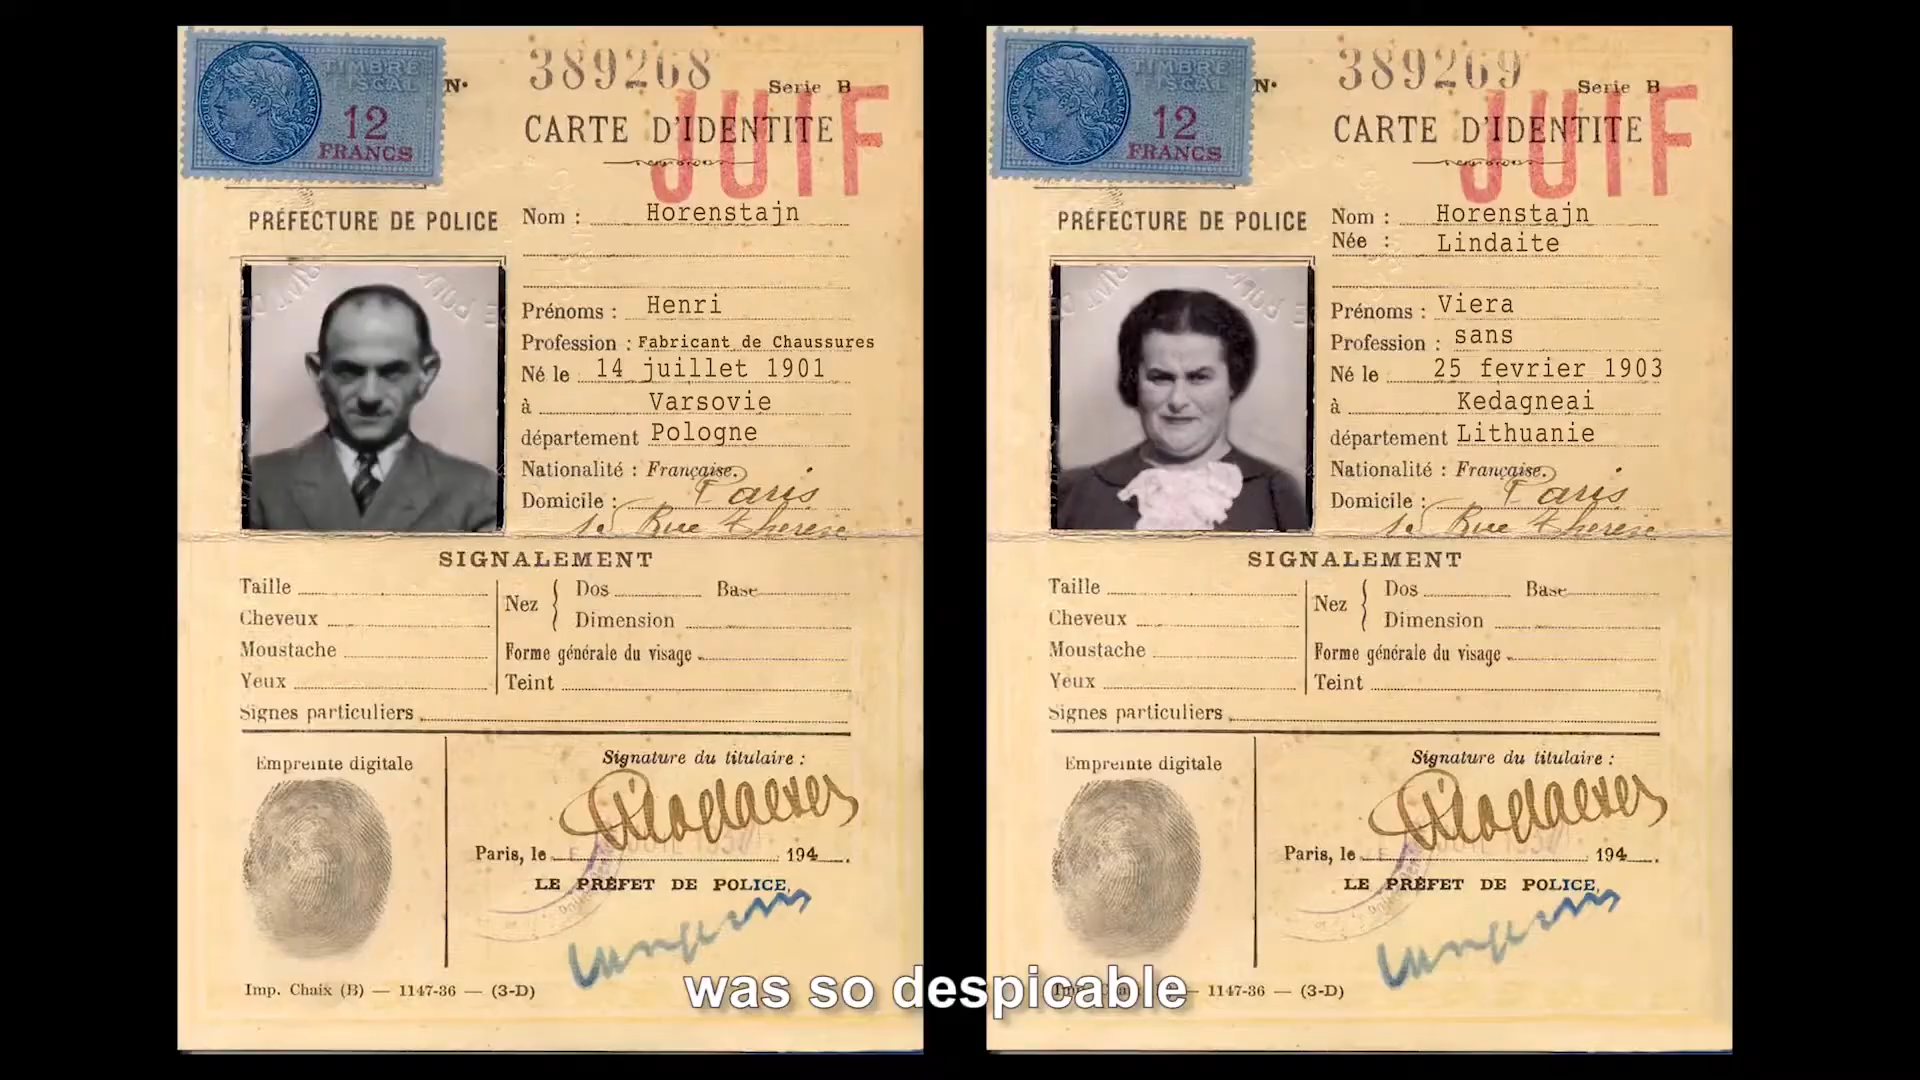 TIMBRE FISCAL
12
FRANCS
N° 389268
Serie B
JUIF
CARTE D'IDENTITE
PRÉFECTURE DE POLICE
Nom : Horenstajn
Prénoms : Henri
Profession : Fabricant de Chaussures
Né le 14 juillet 1901
à Varsovie
département Pologne
Nationalité : Française.
Domicile : Paris
Rue Therese
SIGNALEMENT
Taille
Cheveux
Moustache
Yeux
Nez { Dos Base
Dimension
Forme générale du visage
Teint
Signes particuliers
Empreinte digitale
Signature du titulaire :
Paris, le 194
LE PRÉFET DE POLICE,
Imp. Chaix (B) — 1147-36 — (3-D)
TIMBRE FISCAL
12
FRANCS
N° 389269
Serie B
JUIF
CARTE D'IDENTITE
PRÉFECTURE DE POLICE
Nom : Horenstajn
Née : Lindaite
Prénoms : Viera
Profession : sans
Né le 25 fevrier 1903
à Kedagneai
département Lithuanie
Nationalité : Française.
Domicile : Paris
Rue Therese
SIGNALEMENT
Taille
Cheveux
Moustache
Yeux
Nez { Dos Base
Dimension
Forme générale du visage
Teint
Signes particuliers
Empreinte digitale
Signature du titulaire :
Paris, le 194
LE PRÉFET DE POLICE,
1147-36 — (3-D)
was so despicable